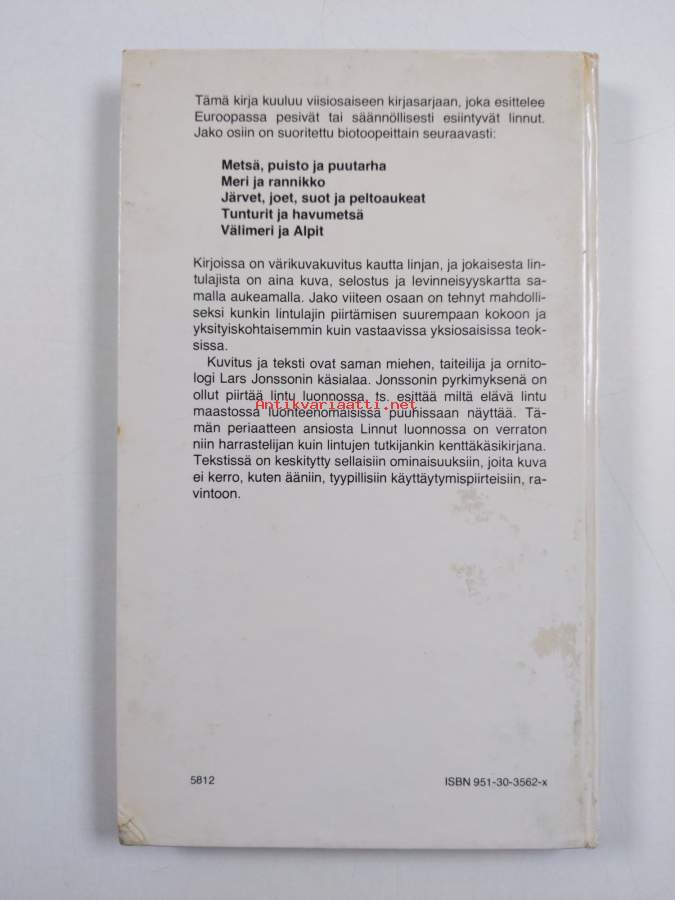 Tämä kirja kuuluu viisiosaiseen kirjasarjaan, joka esittelee
Euroopassa pesivät tai säännöllisesti esiintyvät linnut.
Jako osiin on suoritettu biotoopeittain seuraavasti:
Metsä, puisto ja puutarha
Meri ja rannikko
Järvet, joet, suot ja peltoaukeat
Tunturit ja havumetsä
Välimeri ja Alpit
Kirjoissa on värikuvakuvitus kautta linjan, ja jokaisesta lin-
tulajista on aina kuva, selostus ja levinneisyyskartta sa-
malla aukeamalla. Jako viiteen osaan on tehnyt mahdolli-
seksi kunkin lintulajin piirtämisen suurempaan kokoon ja
yksityiskohtaisemmin kuin vastaavissa yksiosaisissa teok-
sissa.
Kuvitus ja teksti ovat saman miehen, taiteilija ja ornito-
logi Lars Jonssonin käsialaa. Jonssonin pyrkimyksenä on
ollut piirtää lintu luonnossa, ts. esittää miltä elävä lintu
Antikvariaatti.net
maastossa luonteenomaisissa puuhissaan näyttää. Tä-
män periaatteen ansiosta Linnut luonnossa on verraton
niin harrastelijan kuin lintujen tutkijankin kenttäkäsikirjana.
Tekstissä on keskitytty sellaisiin ominaisuuksiin, joita kuva
ei kerro, kuten ääniin, tyypillisiin käyttäytymispiirteisiin, ra-
vintoon.
5812
ISBN 951-30-3562-x